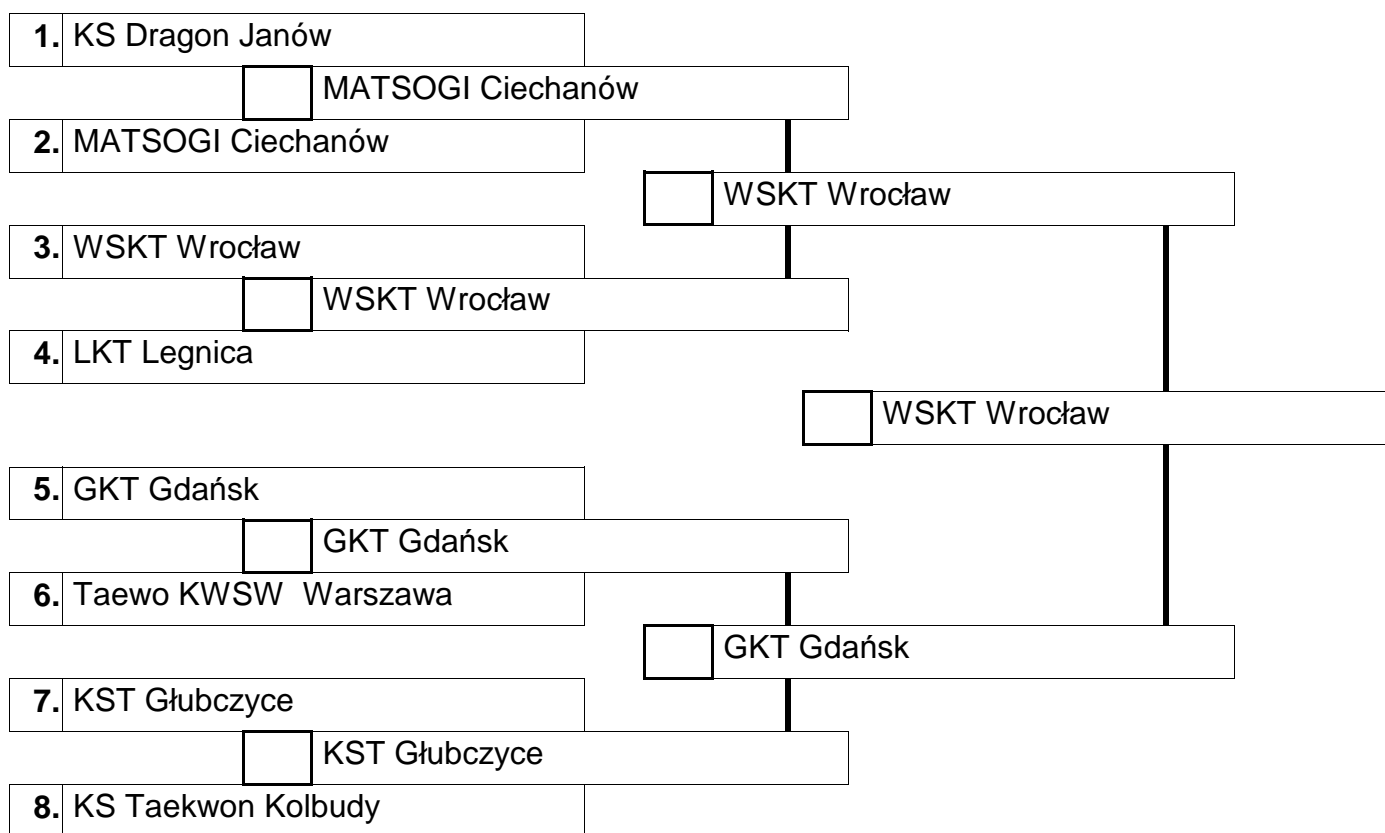 1. KS Dragon Janów
MATSOGI Ciechanów
2. MATSOGI Ciechanów
WSKT Wrocław
3. WSKT Wrocław
WSKT Wrocław
4. LKT Legnica
WSKT Wrocław
5. GKT Gdańsk
GKT Gdańsk
6. Taewo KWSW  Warszawa
GKT Gdańsk
7. KST Głubczyce
KST Głubczyce
8. KS Taekwon Kolbudy